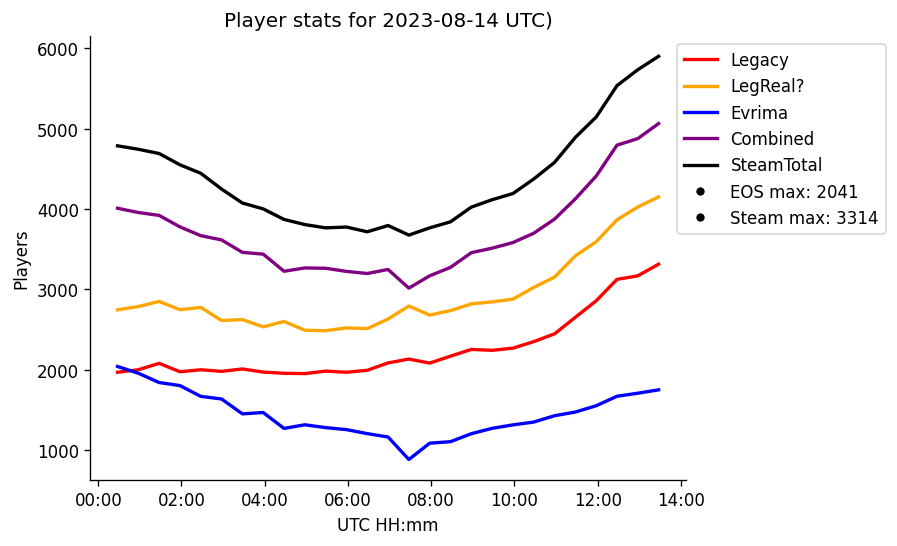 Player stats for 2023-08-14 UTC)
Players
6000
5000
4000
3000
2000
1000
00:00 02:00 04:00 06:00 08:00 10:00 12:00 14:00
UTC HH:mm
Legacy
LegReal?
Evrima
Combined
SteamTotal
EOS max: 2041
Steam max: 3314